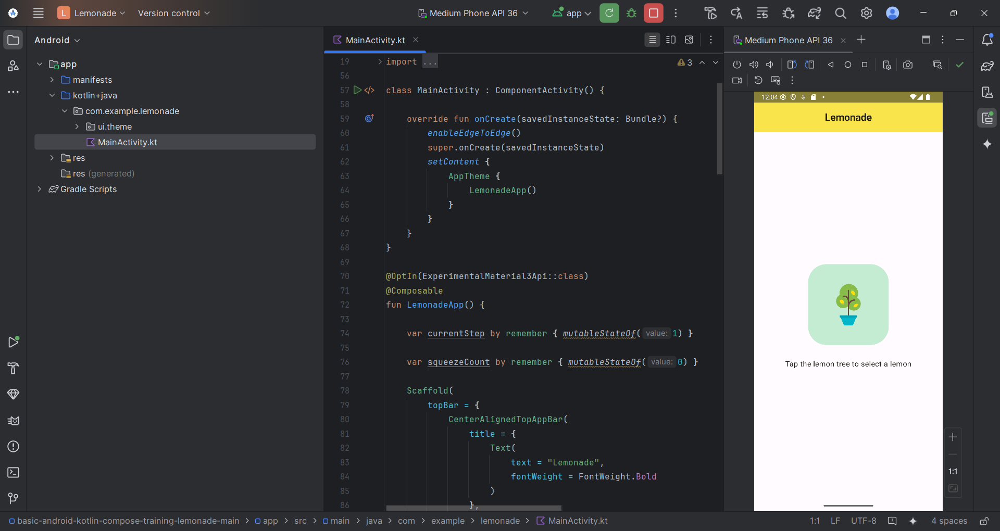 L Lemonade
Version control
Medium Phone API 36
app
Android
app
manifests
kotlin+java
com.example.lemonade
ui.theme
MainActivity.kt
res
res (generated)
Gradle Scripts
MainActivity.kt
3
19 import ...
56
57 class MainActivity : ComponentActivity() {
58
59 override fun onCreate(savedInstanceState: Bundle?) {
60 enableEdgeToEdge()
61 super.onCreate(savedInstanceState)
62 setContent {
63 AppTheme {
64 LemonadeApp()
65 }
66 }
67 }
68 }
69
70 @OptIn(ExperimentalMaterial3Api::class)
71 @Composable
72 fun LemonadeApp() {
73
74 var currentStep by remember { mutableStateOf( value: 1) }
75
76 var squeezeCount by remember { mutableStateOf( value: 0) }
77
78 Scaffold(
79 topBar = {
80 CenterAlignedTopAppBar(
81 title = {
82 Text(
83 text = "Lemonade",
84 fontWeight = FontWeight.Bold
85 )
86 },
Medium Phone API 36
12:04
Lemonade
Tap the lemon tree to select a lemon
1:1
basic-android-kotlin-compose-training-lemonade-main > app > src > main > java > com > example > lemonade > MainActivity.kt
1:1 LF UTF-8 4 spaces